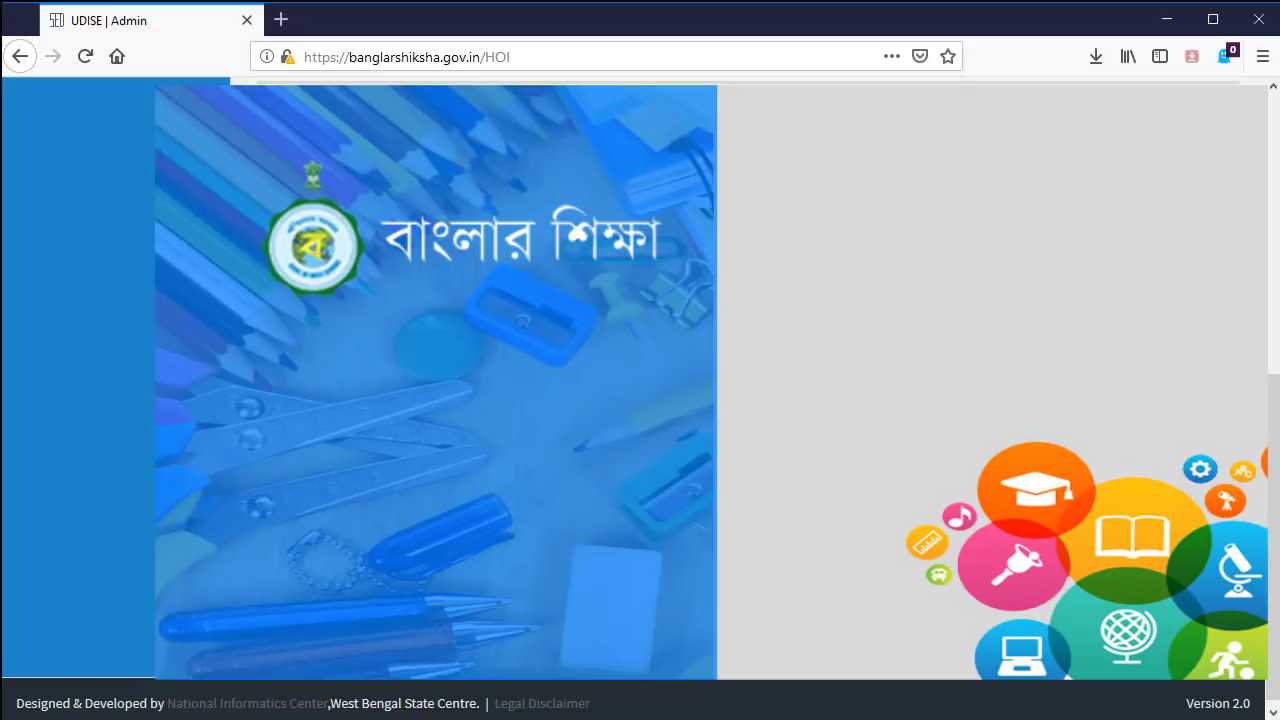 UDISE | Admin
0
https://banglarshiksha.gov.in/HOI
বাংলার শিক্ষা
ব
Designed & Developed by National Informatics Center,West Bengal State Centre. | Legal Disclaimer
Version 2.0